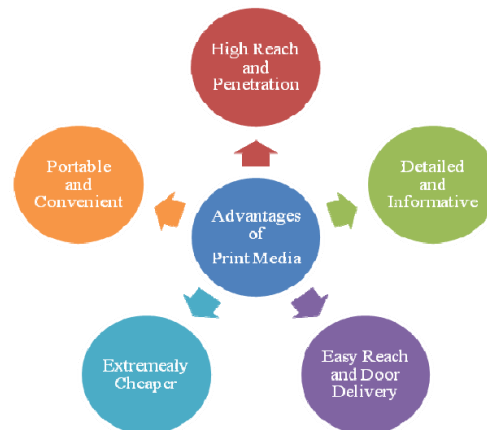 High Reach
and
Penetration
Portable
and
Convenient
Detailed
and
Informative
Advantages
of
Print Media
Extremealy
Cheaper
Easy Reach
and Door
Delivery